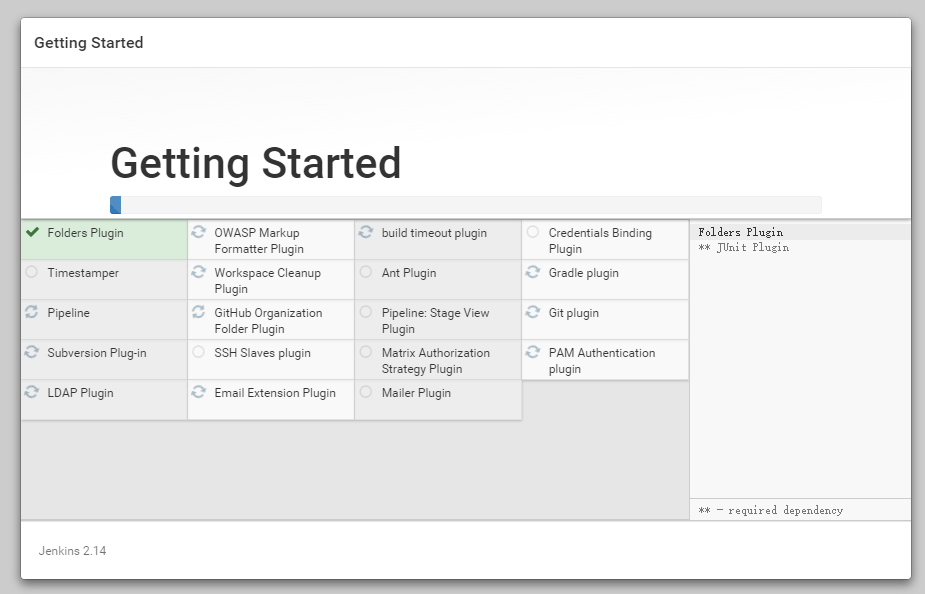 Getting Started
Getting Started
Folders Plugin
OWASP Markup
Formatter Plugin
build timeout plugin
Credentials Binding
Plugin
Timestamper
Workspace Cleanup
Plugin
Ant Plugin
Gradle plugin
Pipeline
GitHub Organization
Folder Plugin
Pipeline: Stage View
Plugin
Git plugin
Subversion Plug-in
SSH Slaves plugin
Matrix Authorization
Strategy Plugin
PAM Authentication
plugin
LDAP Plugin
Email Extension Plugin
Mailer Plugin
Folders Plugin
** JUnit Plugin
** - required dependency
Jenkins 2.14